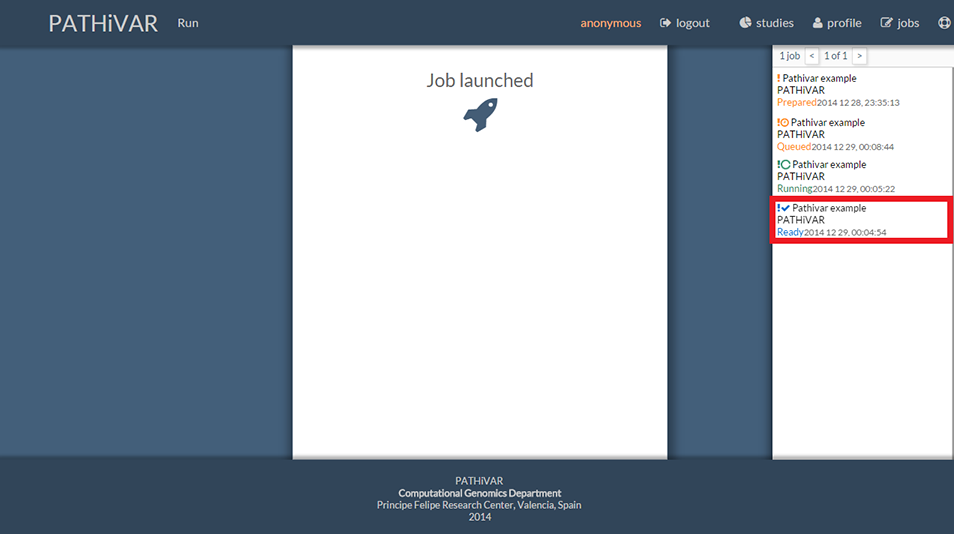 PATHiVAR Run anonymous logout studies profile jobs
1 job < 1 of 1 >
Job launched
! Pathivar example
PATHiVAR
Prepared2014 12 28, 23:35:13
! Pathivar example
PATHiVAR
Queued2014 12 29, 00:08:44
! Pathivar example
PATHiVAR
Running2014 12 29, 00:05:22
! Pathivar example
PATHiVAR
Ready2014 12 29, 00:04:54
PATHiVAR
Computational Genomics Department
Principe Felipe Research Center, Valencia, Spain
2014